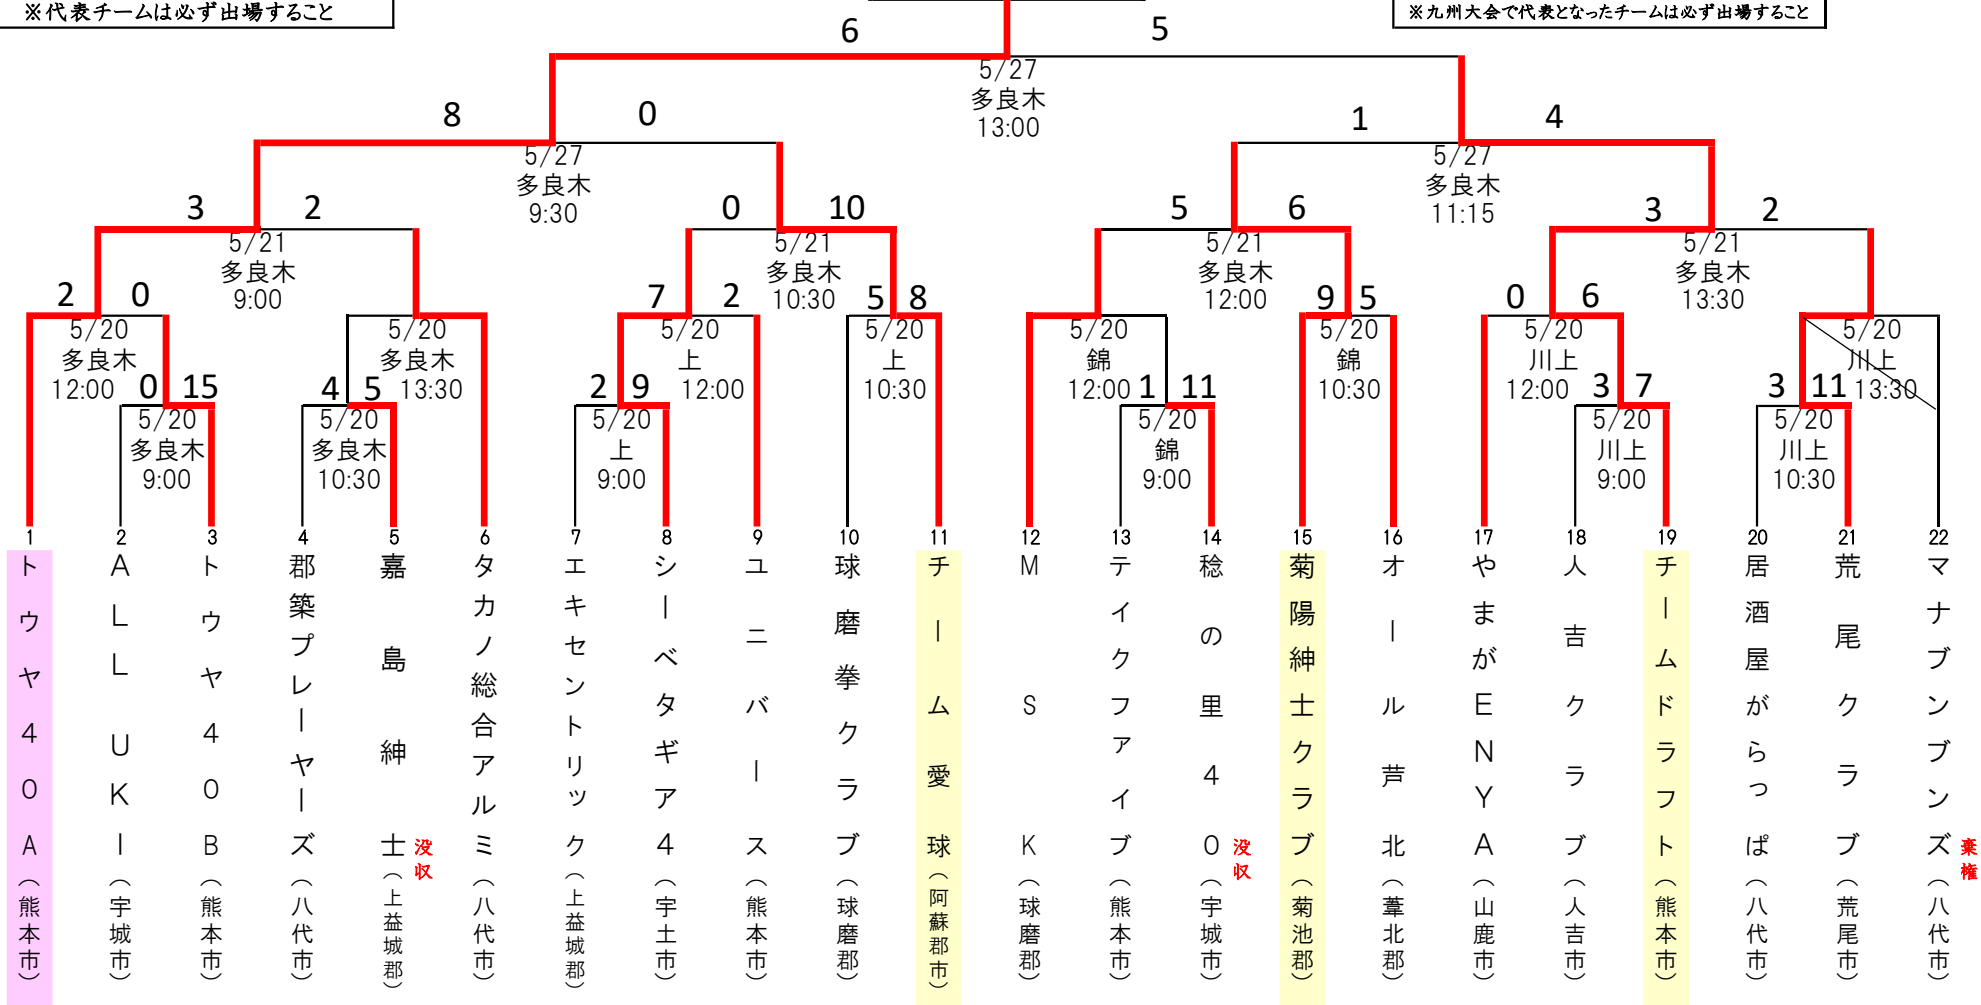 ※代表チームは必ず出場すること
※九州大会で代表となったチームは必ず出場すること
6 5
5/27
多良木
13:00
8 0
5/27
多良木
9:30
1 4
5/27
多良木
11:15
3 2
5/21
多良木
9:00
0 10
5/21
多良木
10:30
5 6
5/21
多良木
12:00
3 2
5/21
多良木
13:30
2 0
5/20
多良木
12:00
5/20
多良木
13:30
7 2
5/20
上
12:00
5 8
5/20
上
10:30
5/20
錦
12:00
9 5
5/20
錦
10:30
0 6
5/20
川上
12:00
5/20
川上
13:30
0 15
5/20
多良木
9:00
4 5
5/20
多良木
10:30
2 9
5/20
上
9:00
1 11
5/20
錦
9:00
3 7
5/20
川上
9:00
3 11
5/20
川上
10:30
1 トウヤ40A(熊本市)
2 ALL UKI(宇城市)
3 トウヤ40B(熊本市)
4 郡築プレーヤーズ(八代市)
5 嘉島紳士(上益城郡)
没収
6 タカノ総合アルミ(八代市)
7 エキセントリック(上益城郡)
8 シーベタギア4(宇土市)
9 ユニバース(熊本市)
10 球磨拳クラブ(球磨郡)
11 チーム愛球(阿蘇郡市)
12 MSK(球磨郡)
13 テイクファイブ(熊本市)
14 稔の里40(宇城市)
没収
15 菊陽紳士クラブ(菊池郡)
16 オール芦北(葦北郡)
17 やまがENYA(山鹿市)
18 人吉クラブ(人吉市)
19 チームドラフト(熊本市)
20 居酒屋がらっぱ(八代市)
21 荒尾クラブ(荒尾市)
22 マナブンブンズ(八代市)
棄権